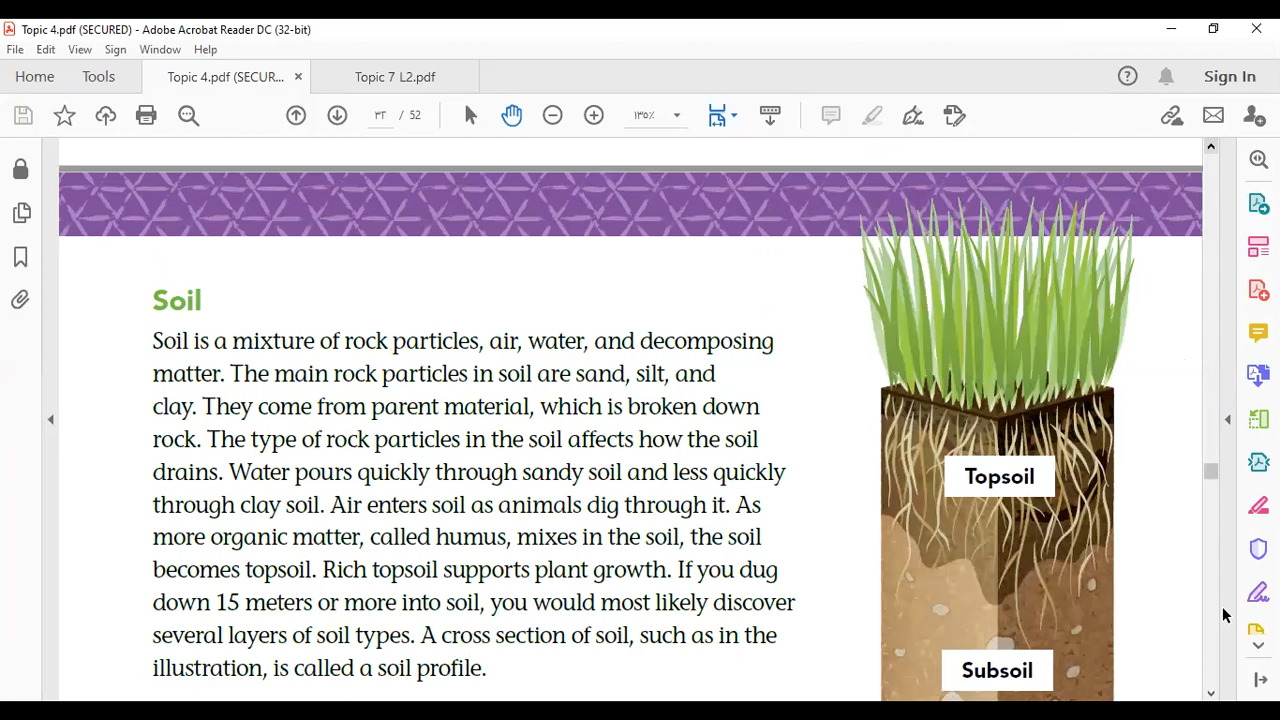 Topic 4.pdf (SECURED) - Adobe Acrobat Reader DC (32-bit)
File Edit View Sign Window Help
Home Tools Topic 4.pdf (SECUR... × Topic 7 L2.pdf Sign In
٣٣ / 52 ١٣٥٪
Soil
Soil is a mixture of rock particles, air, water, and decomposing
matter. The main rock particles in soil are sand, silt, and
clay. They come from parent material, which is broken down
rock. The type of rock particles in the soil affects how the soil
drains. Water pours quickly through sandy soil and less quickly
through clay soil. Air enters soil as animals dig through it. As
more organic matter, called humus, mixes in the soil, the soil
becomes topsoil. Rich topsoil supports plant growth. If you dug
down 15 meters or more into soil, you would most likely discover
several layers of soil types. A cross section of soil, such as in the
illustration, is called a soil profile.
Topsoil
Subsoil